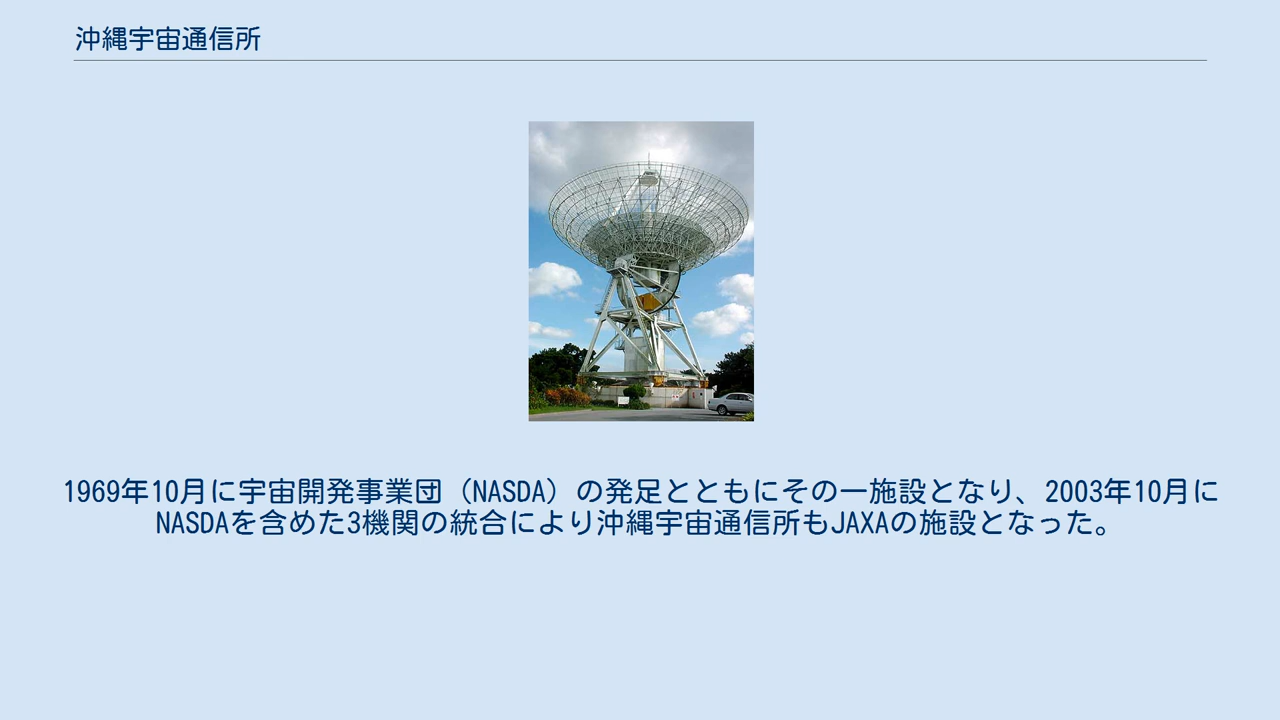 沖縄宇宙通信所
1969年10月に宇宙開発事業団（NASDA）の発足とともにその一施設となり、2003年10月に
NASDAを含めた3機関の統合により沖縄宇宙通信所もJAXAの施設となった。